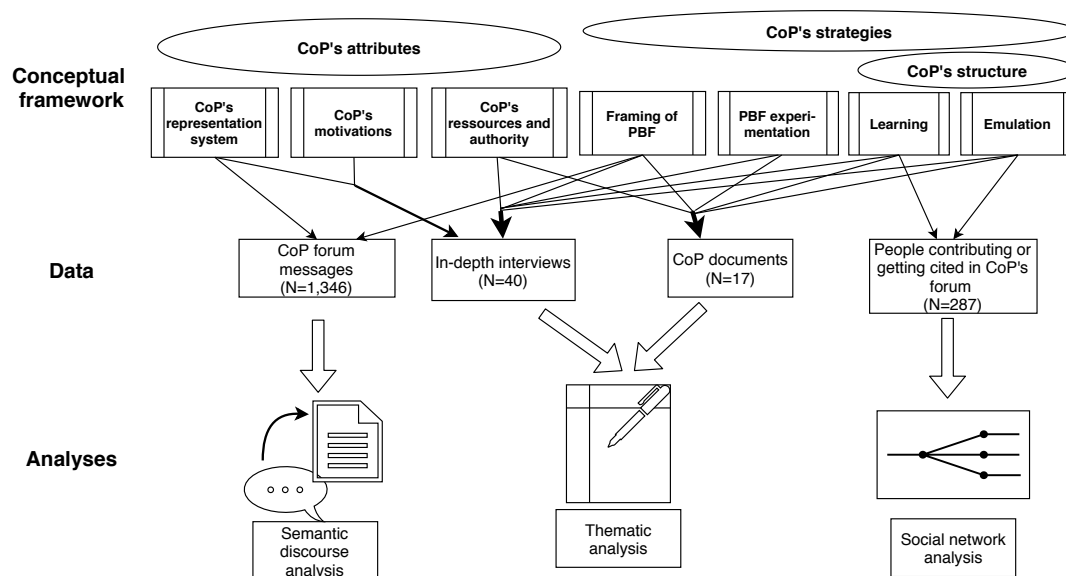 CoP's attributes
CoP's strategies
CoP's structure
Conceptual
framework
CoP's
representation
system
CoP's
motivations
CoP's
ressources and
authority
Framing of
PBF
PBF experi-
mentation
Learning
Emulation
Data
CoP forum
messages
(N=1,346)
In-depth interviews
(N=40)
CoP documents
(N=17)
People contributing or
getting cited in CoP's
forum
(N=287)
Analyses
Semantic
discourse
analysis
Thematic
analysis
Social network
analysis